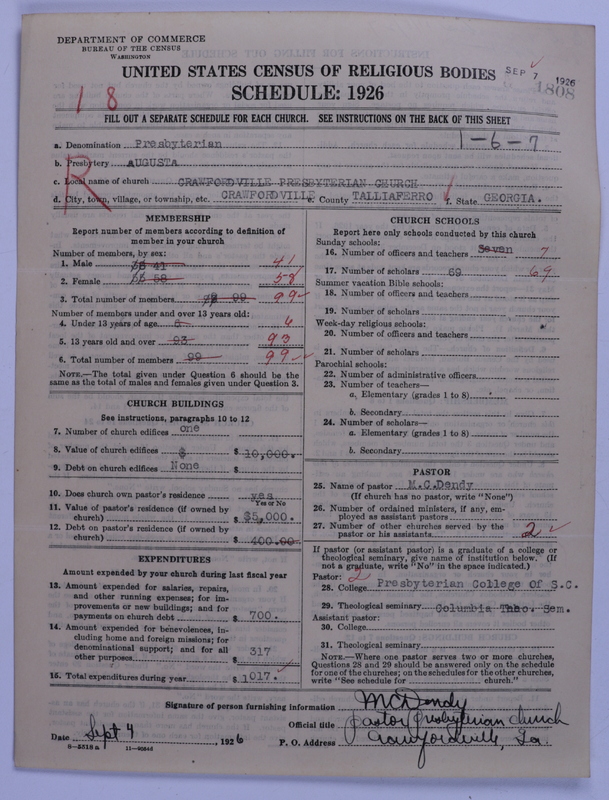 DEPARTMENT OF COMMERCE
BUREAU OF THE CENSUS
WASHINGTON
UNITED STATES CENSUS OF RELIGIOUS BODIES
SEP 7 1926
1808
SCHEDULE: 1926
18
FILL OUT A SEPARATE SCHEDULE FOR EACH CHURCH. SEE INSTRUCTIONS ON THE BACK OF THIS SHEET
1-6-7
a. Denomination Presbyterian
R
b. Presbytery AUGUSTA
c. Local name of church CRAWFORDVILLE PRESBYTERIAN CHURCH
d. City, town, village, or township, etc. CRAWFORDVILLE e. County TALLIAFERRO f. State GEORGIA.
MEMBERSHIP
Report number of members according to definition of
member in your church
Number of members, by sex:
1. Male 41 41
2. Female 58 58
3. Total number of members 99 99
Number of members under and over 13 years old:
4. Under 13 years of age 6 6
5. 13 years old and over 93 93
6. Total number of members 99 99
NOTE.—The total given under Question 6 should be the
same as the total of males and females given under Question 3.
CHURCH BUILDINGS
See instructions, paragraphs 10 to 12
7. Number of church edifices one
8. Value of church edifices $ $ 10,000.
9. Debt on church edifices None $
10. Does church own pastor's residence yes
Yes or No
11. Value of pastor's residence (if owned by
church) $ $5,000.
12. Debt on pastor's residence (if owned by
church) $ 400.00
EXPENDITURES
Amount expended by your church during last fiscal year
13. Amount expended for salaries, repairs,
and other running expenses; for im-
provements or new buildings; and for
payments on church debt $ 700.
14. Amount expended for benevolences, in-
cluding home and foreign missions; for
denominational support; and for all
other purposes $ 317
15. Total expenditures during year $ 1017.
CHURCH SCHOOLS
Report here only schools conducted by this church
Sunday schools:
16. Number of officers and teachers Seven 7
17. Number of scholars 69 69
Summer vacation Bible schools:
18. Number of officers and teachers
19. Number of scholars
Week-day religious schools:
20. Number of officers and teachers
21. Number of scholars
Parochial schools:
22. Number of administrative officers
23. Number of teachers—
a. Elementary (grades 1 to 8)
b. Secondary
24. Number of scholars—
a. Elementary (grades 1 to 8)
b. Secondary
PASTOR
25. Name of pastor M.C.Dendy
(If church has no pastor, write "None")
26. Number of ordained ministers, if any, em-
ployed as assistant pastors
27. Number of other churches served by the
pastor or his assistants 2
If pastor (or assistant pastor) is a graduate of a college or
theological seminary, give name of institution below. (If
not a graduate, write "No" in the space indicated.)
Pastor: 2
28. College Presbyterian College Of S.C.
29. Theological seminary Columbia Theo. Sem.
Assistant pastor:
30. College
31. Theological seminary
NOTE.—Where one pastor serves two or more churches,
Questions 28 and 29 should be answered only on the schedule
for one of the churches; on the schedules for the other churches,
write "See schedule for church."
Signature of person furnishing information MCDendy
Official title pastor Presbyterian church
Date Sept 4, 1926 P. O. Address Crawfordville, Ga.
8-5518 a